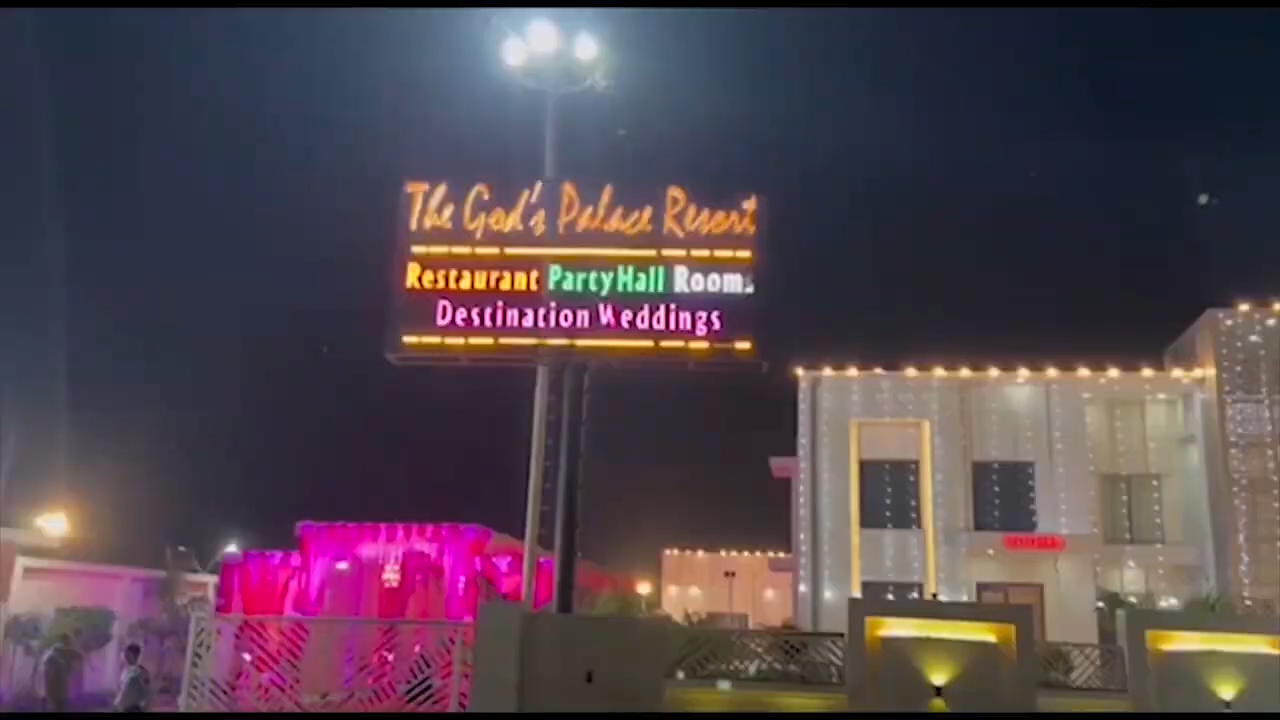 The God's Palace Resort
Restaurant PartyHall Rooms
Destination Weddings